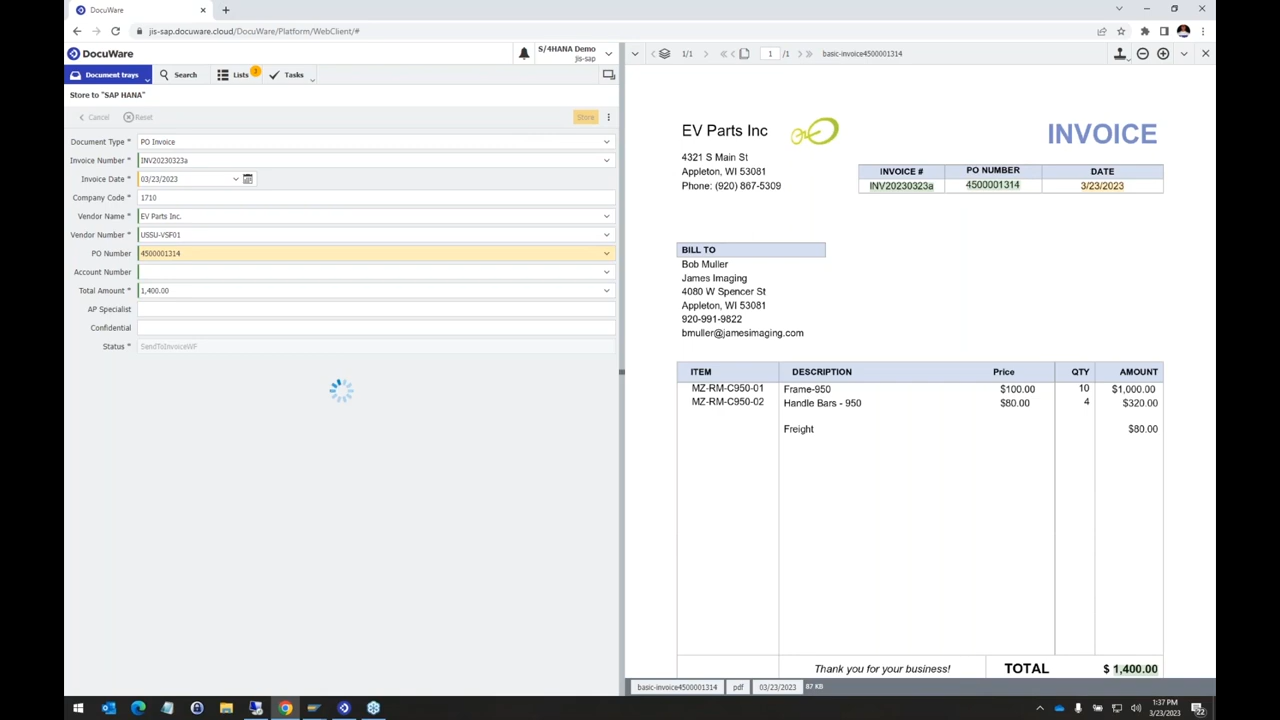 DocuWare
jis-sap.docuware.cloud/DocuWare/Platform/WebClient/#
DocuWare
S/4HANA Demo
jis-sap
1/1
1
/1
basic-invoice4500001314
Document trays
Search
Lists
3
Tasks
Store to "SAP HANA"
Cancel
Reset
Store
Document Type * PO Invoice
Invoice Number * INV20230323a
Invoice Date * 03/23/2023
Company Code * 1710
Vendor Name * EV Parts Inc.
Vendor Number * USSU-VSF01
PO Number 4500001314
Account Number
Total Amount * 1,400.00
AP Specialist
Confidential
Status * SendToInvoiceWF
EV Parts Inc
INVOICE
4321 S Main St
Appleton, WI 53081
Phone: (920) 867-5309
INVOICE # PO NUMBER DATE
INV20230323a 4500001314 3/23/2023
BILL TO
Bob Muller
James Imaging
4080 W Spencer St
Appleton, WI 53081
920-991-9822
bmuller@jamesimaging.com
ITEM DESCRIPTION Price QTY AMOUNT
MZ-RM-C950-01 Frame-950 $100.00 10 $1,000.00
MZ-RM-C950-02 Handle Bars - 950 $80.00 4 $320.00
Freight $80.00
Thank you for your business! TOTAL $ 1,400.00
basic-invoice4500001314 pdf 03/23/2023 87 KB
1:37 PM
3/23/2023
22